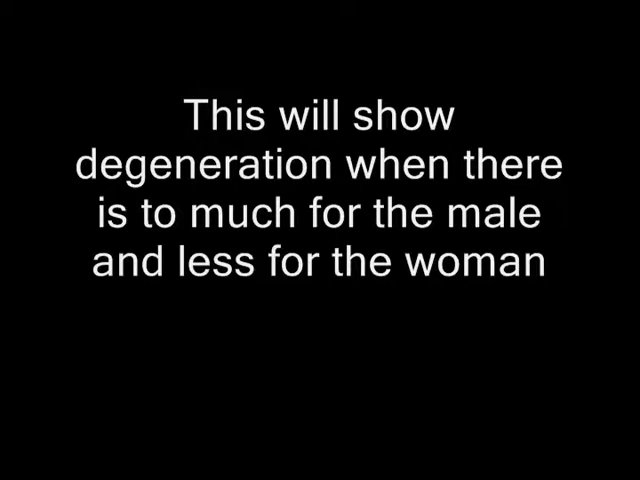 This will show
degeneration when there
is to much for the male
and less for the woman